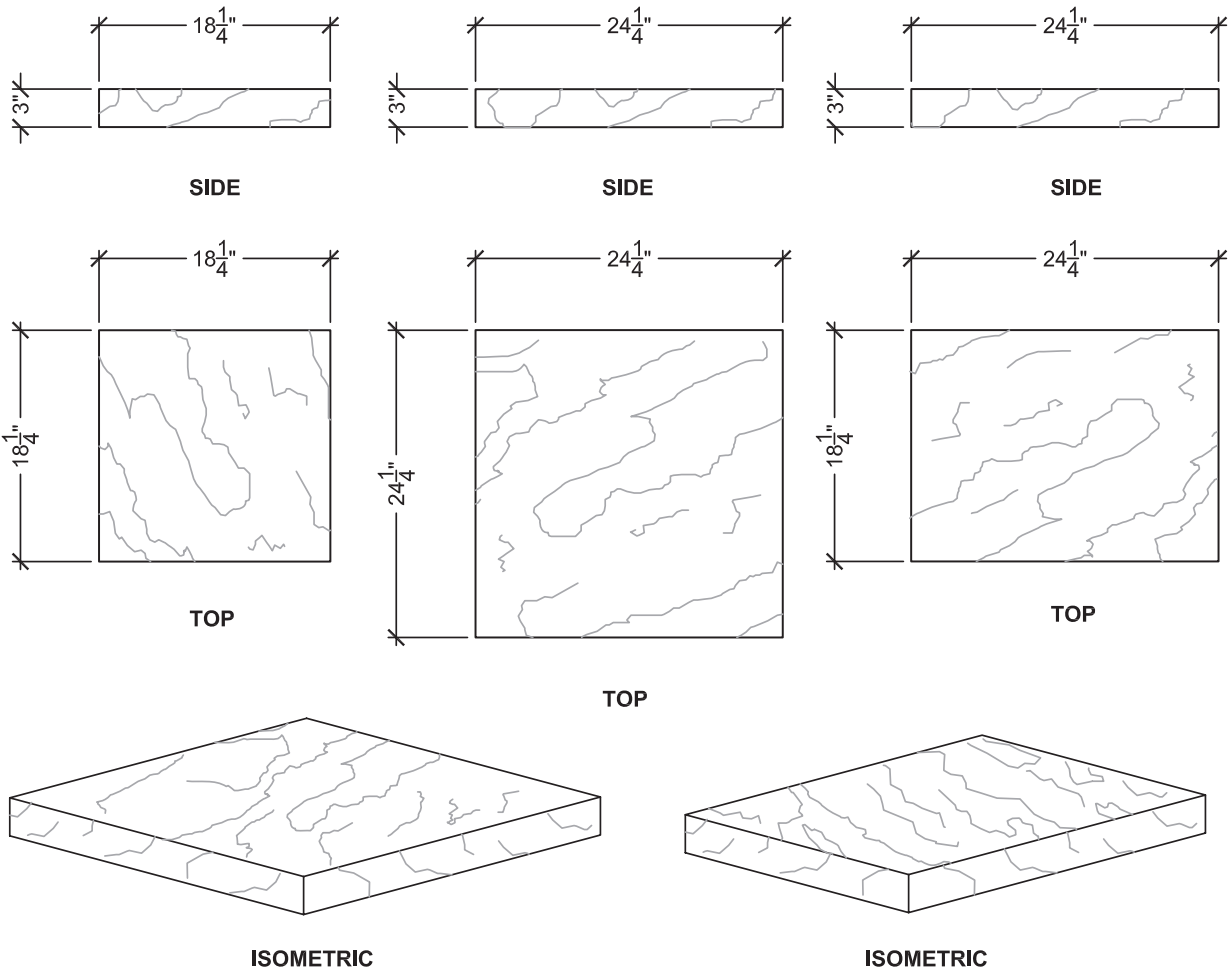 18 1/4" 24 1/4" 24 1/4"
3" 3" 3"
SIDE SIDE SIDE
18 1/4" 24 1/4" 24 1/4"
18 1/4" 24 1/4" 18 1/4"
TOP TOP
TOP
ISOMETRIC ISOMETRIC